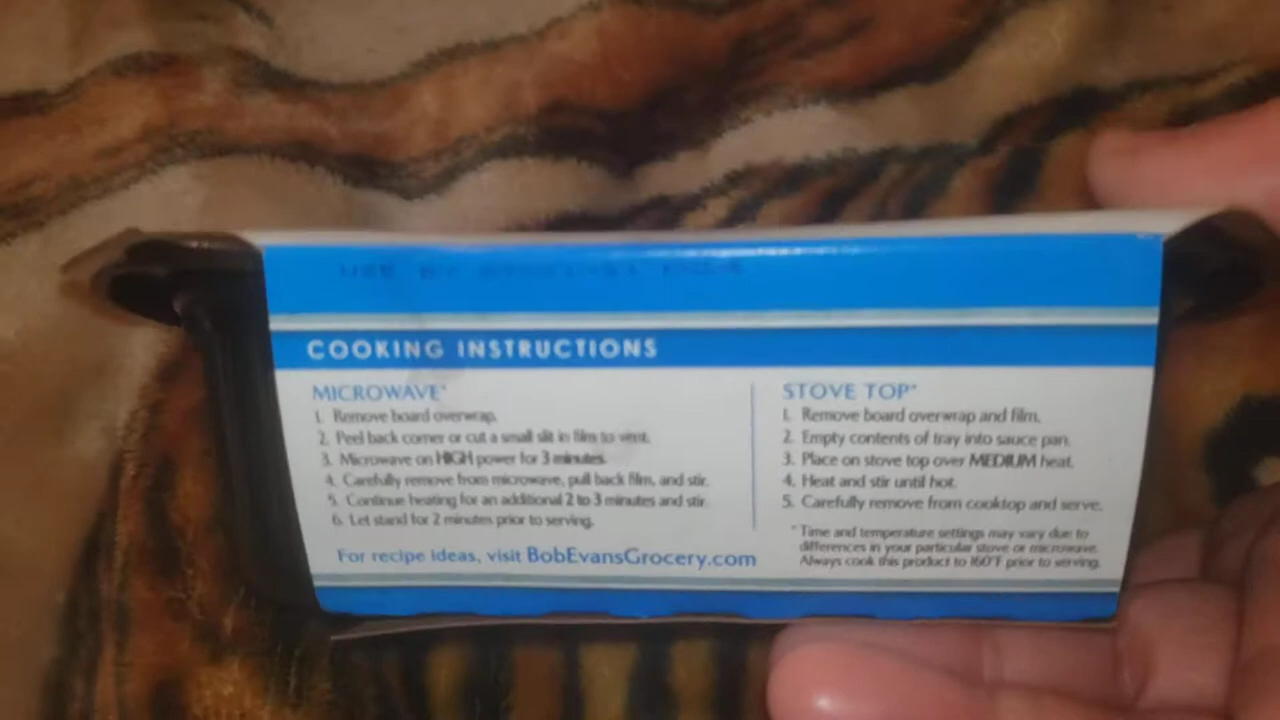 USE BY
COOKING INSTRUCTIONS
MICROWAVE*
1. Remove board overwrap.
2. Peel back corner or cut a small slit in film to vent.
3. Microwave on HIGH power for 3 minutes.
4. Carefully remove from microwave, pull back film, and stir.
5. Continue heating for an additional 2 to 3 minutes and stir.
6. Let stand for 2 minutes prior to serving.
For recipe ideas, visit BobEvansGrocery.com
STOVE TOP*
1. Remove board overwrap and film.
2. Empty contents of tray into sauce pan.
3. Place on stove top over MEDIUM heat.
4. Heat and stir until hot.
5. Carefully remove from cooktop and serve.
*Time and temperature settings may vary due to
differences in your particular stove or microwave.
Always cook this product to 160°F prior to serving.